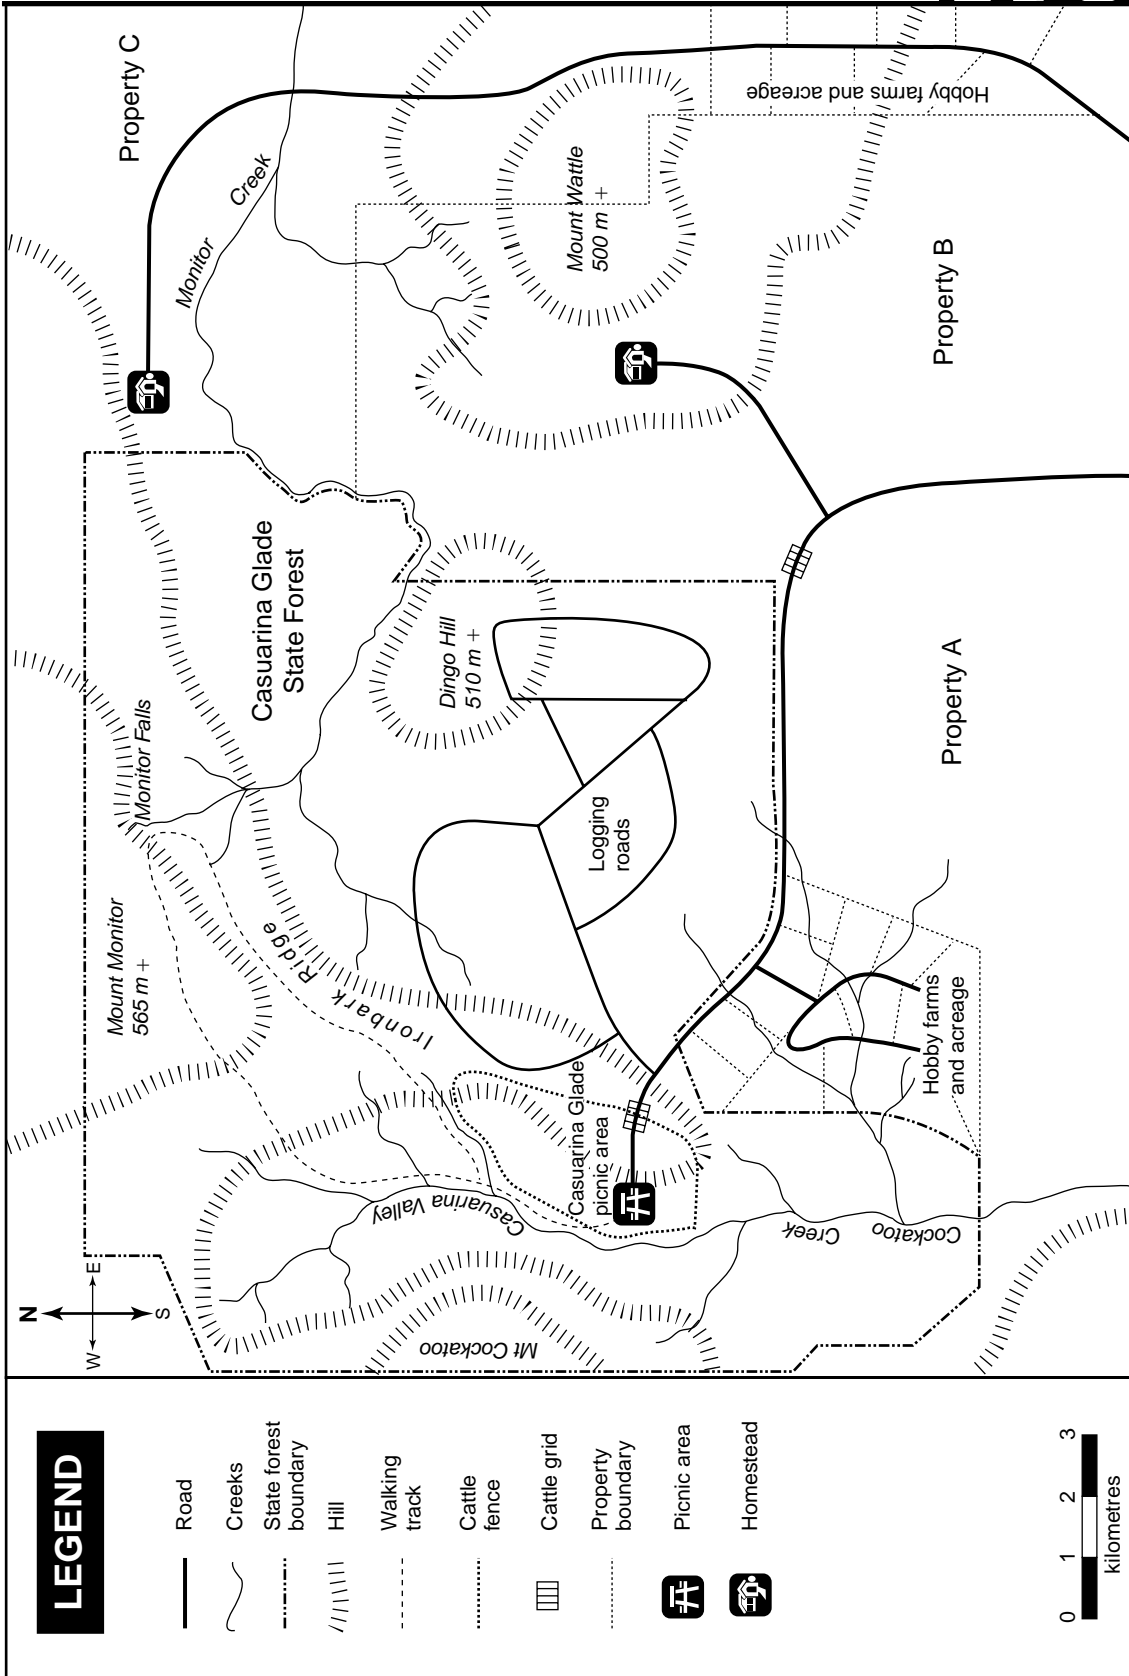 LEGEND
Road
Creeks
State forest
boundary
Hill
Walking
track
Cattle
fence
Cattle grid
Property
boundary
Picnic area
Homestead
0 1 2 3
kilometres
N
W
E
S
Mount Monitor
565 m +
Monitor Falls
Casuarina Glade
State Forest
Property C
Monitor
Creek
Ironbark Ridge
Dingo Hill
510 m +
Mount Wattle
500 m +
Hobby farms and acreage
Mt Cockatoo
Casuarina Valley
Casuarina Glade
picnic area
Logging
roads
Cockatoo
Creek
Hobby farms
and acreage
Property A
Property B